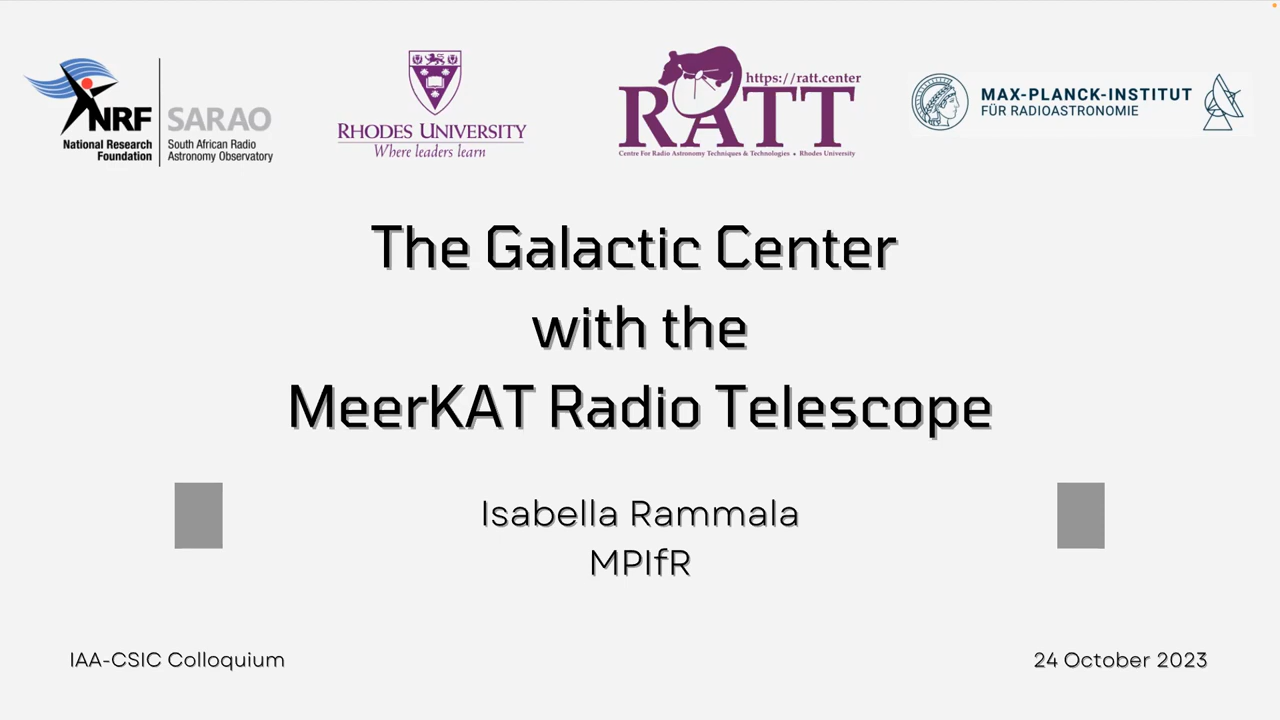 NRF
National Research
Foundation
SARAO
South African Radio
Astronomy Observatory
RHODES UNIVERSITY
Where leaders learn
https://ratt.center
RATT
Centre For Radio Astronomy Techniques & Technologies • Rhodes University
MAX-PLANCK-INSTITUT
FÜR RADIOASTRONOMIE
The Galactic Center
with the
MeerKAT Radio Telescope
Isabella Rammala
MPIfR
IAA-CSIC Colloquium
24 October 2023